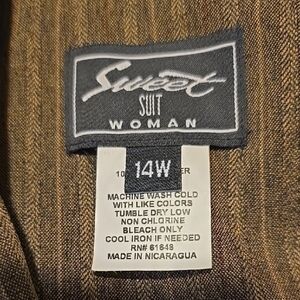 Sweet
SUIT
WOMAN
14W
MACHINE WASH COLD
WITH LIKE COLORS
TUMBLE DRY LOW
NON CHLORINE
BLEACH ONLY
COOL IRON IF NEEDED
RN# 61648
MADE IN NICARAGUA